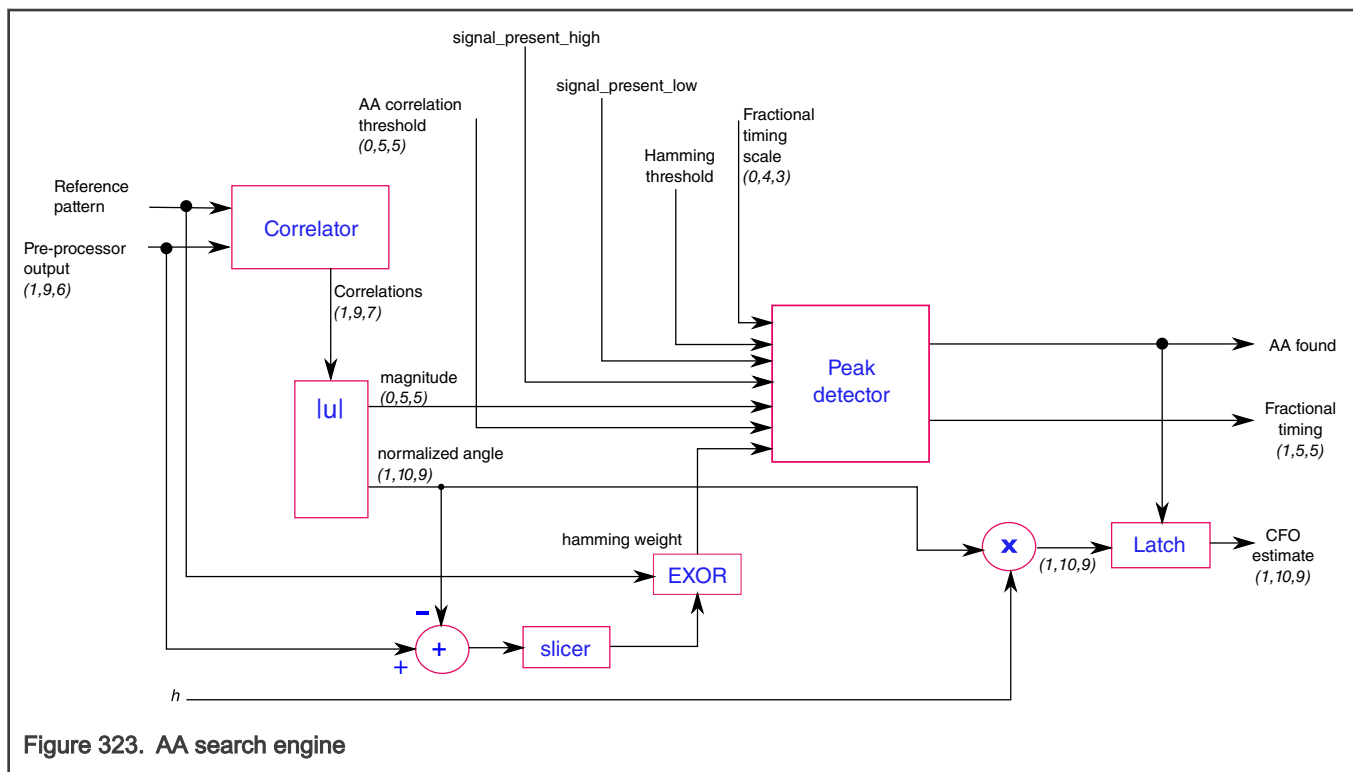 signal_present_high
signal_present_low
AA correlation
threshold
(0,5,5)
Fractional
timing
scale
(0,4,3)
Hamming
threshold
Reference
pattern
Correlator
Pre-processor
output
(1,9,6)
Correlations
(1,9,7)
|u|
magnitude
(0,5,5)
normalized angle
(1,10,9)
Peak
detector
AA found
Fractional
timing
(1,5,5)
hamming weight
EXOR
x
(1,10,9)
Latch
CFO
estimate
(1,10,9)
−
+
+
slicer
h
Figure 323. AA search engine